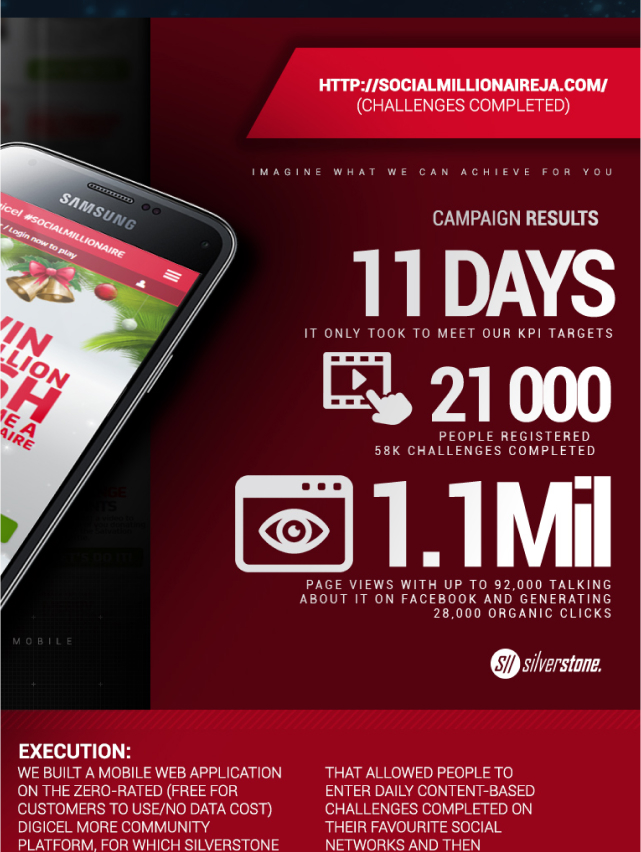 HTTP://SOCIALMILLIONAIREJA.COM/
(CHALLENGES COMPLETED)
IMAGINE WHAT WE CAN ACHIEVE FOR YOU
SAMSUNG
#SOCIALMILLIONAIRE
/ Login now to play
CAMPAIGN RESULTS
11 DAYS
IT ONLY TOOK TO MEET OUR KPI TARGETS
21 000
PEOPLE REGISTERED
58K CHALLENGES COMPLETED
1.1Mil
PAGE VIEWS WITH UP TO 92,000 TALKING
ABOUT IT ON FACEBOOK AND GENERATING
28,000 ORGANIC CLICKS
MOBILE
S// silverstone.
EXECUTION:
WE BUILT A MOBILE WEB APPLICATION
ON THE ZERO-RATED (FREE FOR
CUSTOMERS TO USE/NO DATA COST)
DIGICEL MORE COMMUNITY
PLATFORM, FOR WHICH SILVERSTONE
THAT ALLOWED PEOPLE TO
ENTER DAILY CONTENT-BASED
CHALLENGES COMPLETED ON
THEIR FAVOURITE SOCIAL
NETWORKS AND THEN